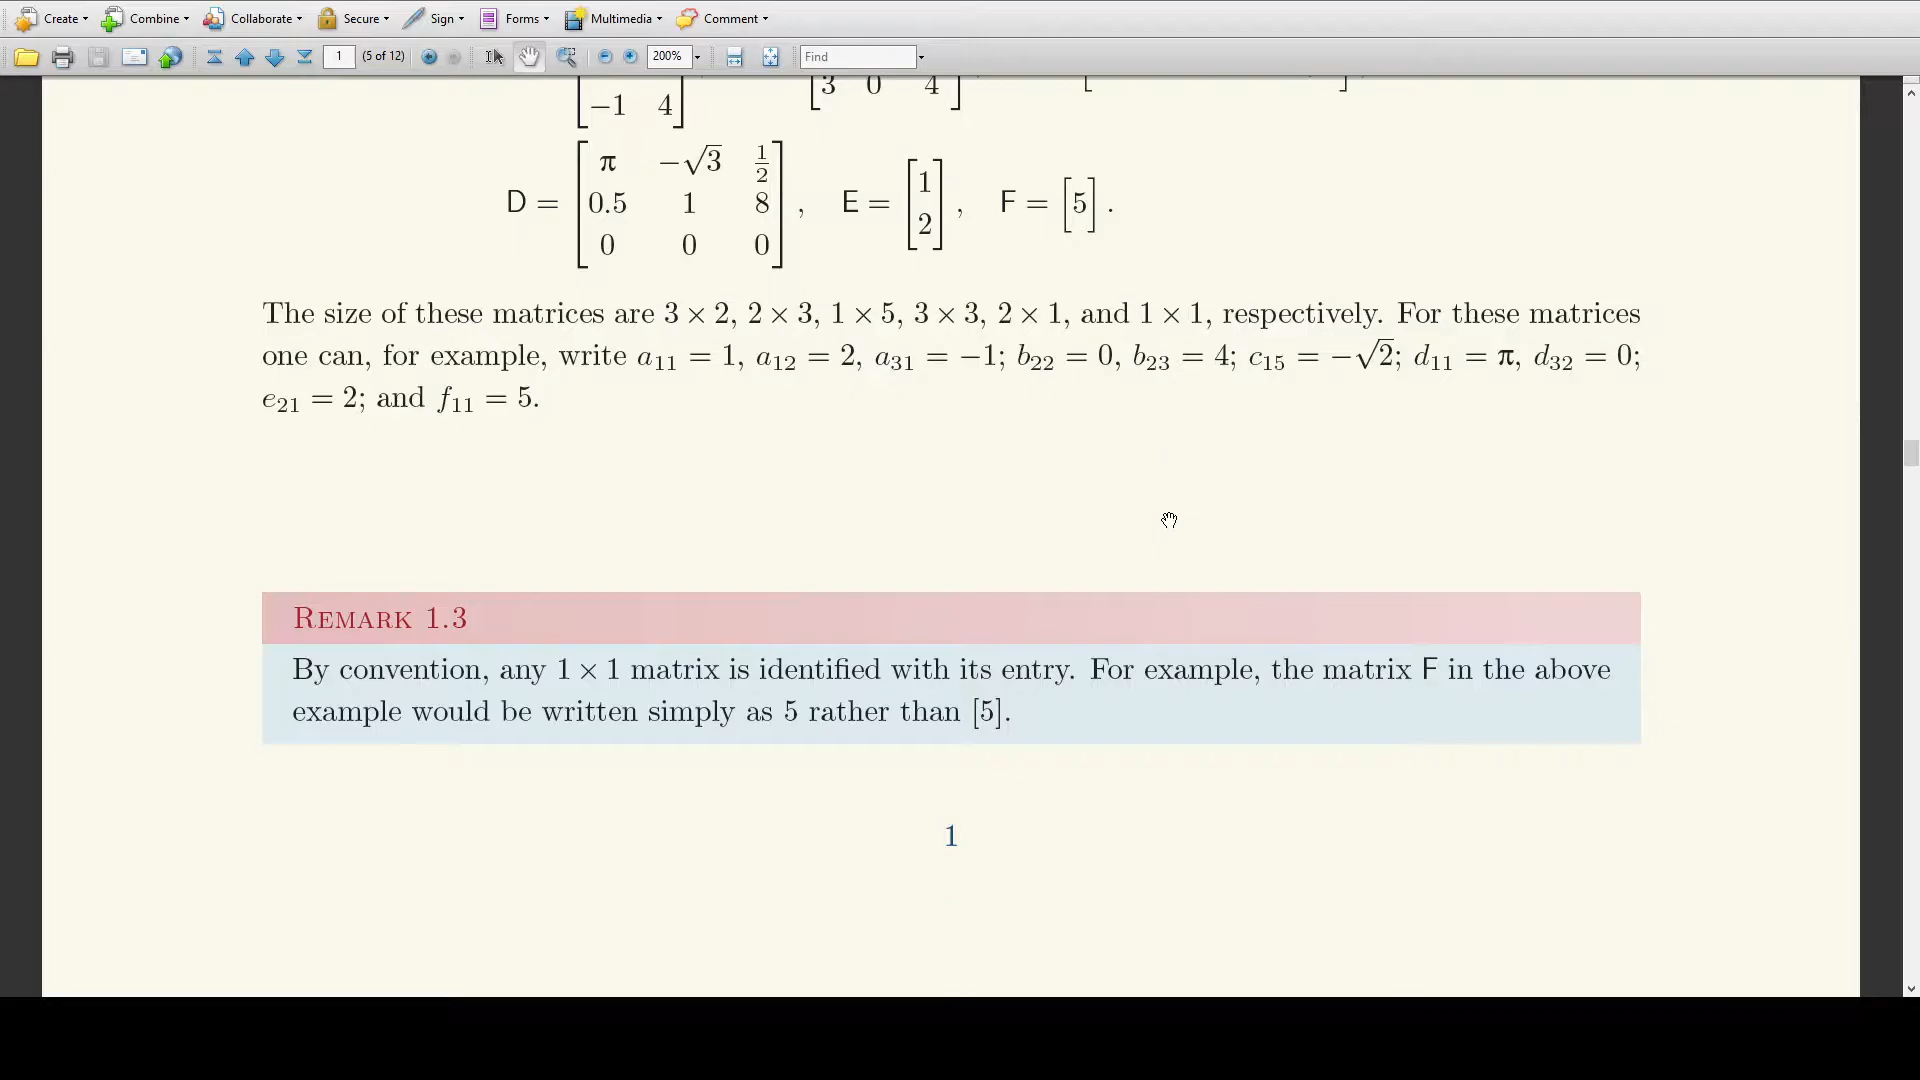 Create Combine Collaborate Secure Sign Forms Multimedia Comment
1 (5 of 12) 200% Find
3 0 4
−1 4
D = [π −√3 1/2
0.5 1 8
0 0 0], E = [1
2], F = [5].
The size of these matrices are 3 × 2, 2 × 3, 1 × 5, 3 × 3, 2 × 1, and 1 × 1, respectively. For these matrices
one can, for example, write a₁₁ = 1, a₁₂ = 2, a₃₁ = −1; b₂₂ = 0, b₂₃ = 4; c₁₅ = −√2; d₁₁ = π, d₃₂ = 0;
e₂₁ = 2; and f₁₁ = 5.
REMARK 1.3
By convention, any 1 × 1 matrix is identified with its entry. For example, the matrix F in the above
example would be written simply as 5 rather than [5].
1